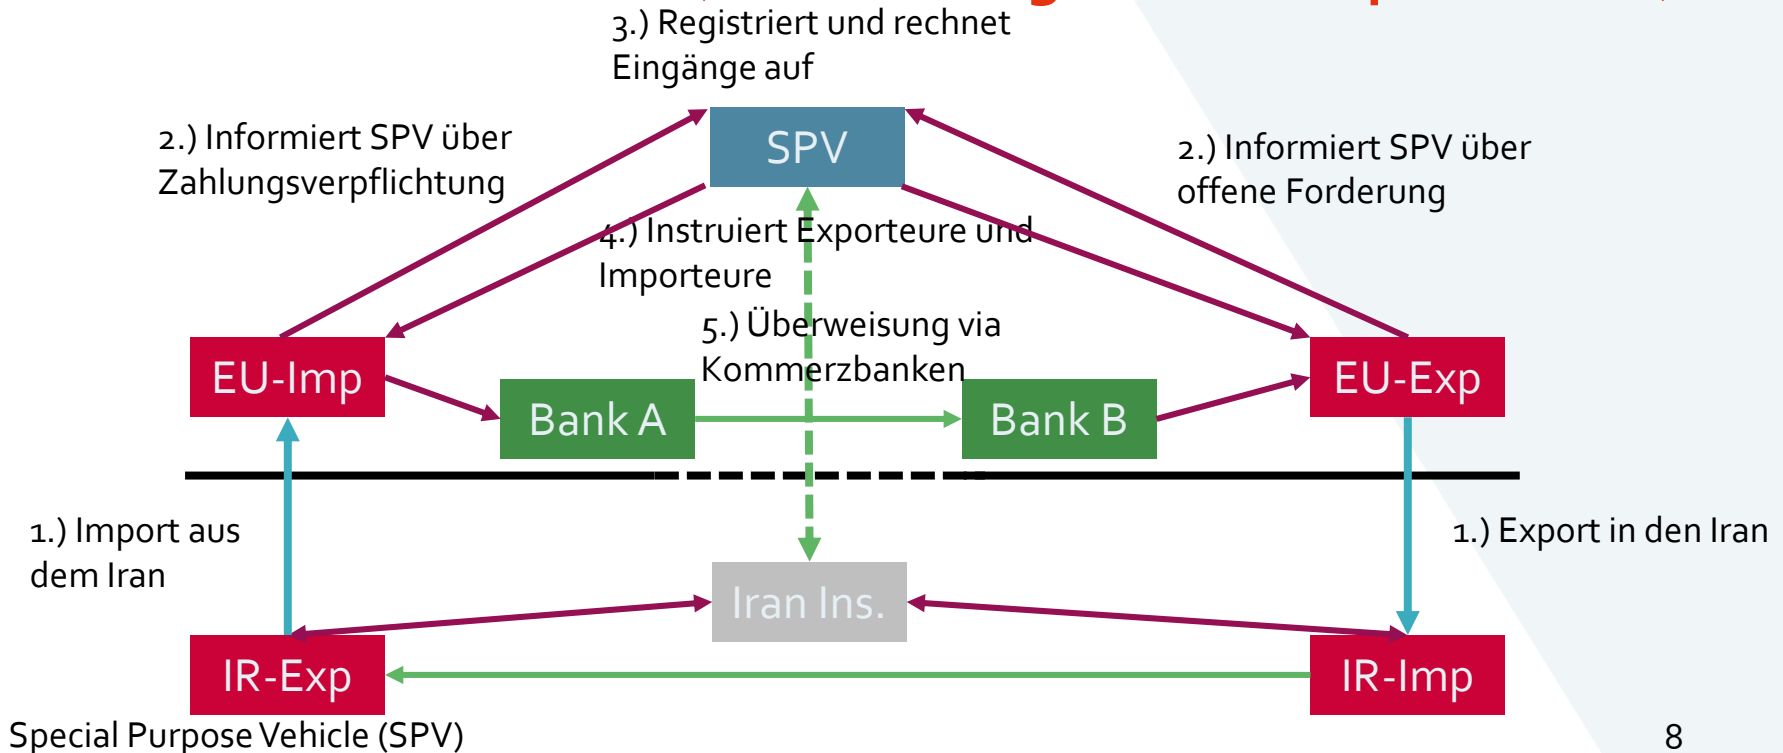 3.) Registriert und rechnet
Eingänge auf
SPV
2.) Informiert SPV über
Zahlungsverpflichtung
2.) Informiert SPV über
offene Forderung
4.) Instruiert Exporteure und
Importeure
5.) Überweisung via
Kommerzbanken
EU-Imp
EU-Exp
Bank A
Bank B
1.) Import aus
dem Iran
1.) Export in den Iran
Iran Ins.
IR-Exp
IR-Imp
Special Purpose Vehicle (SPV)
8